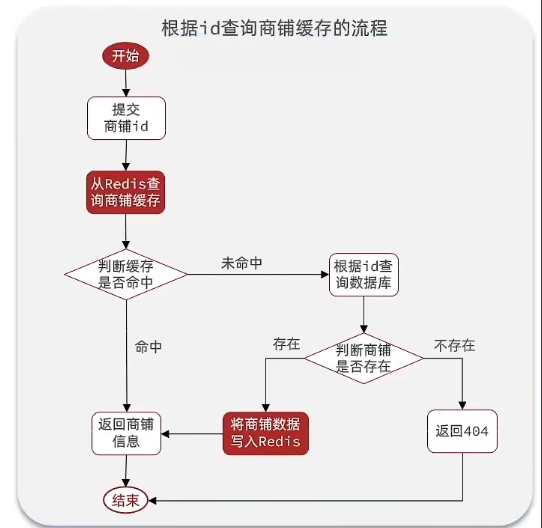 根据id查询商铺缓存的流程
开始
提交
商铺id
从Redis查
询商铺缓存
判断缓存
是否命中
未命中
根据id查
询数据库
命中
存在
判断商铺
是否存在
不存在
返回商铺
信息
将商铺数据
写入Redis
返回404
结束